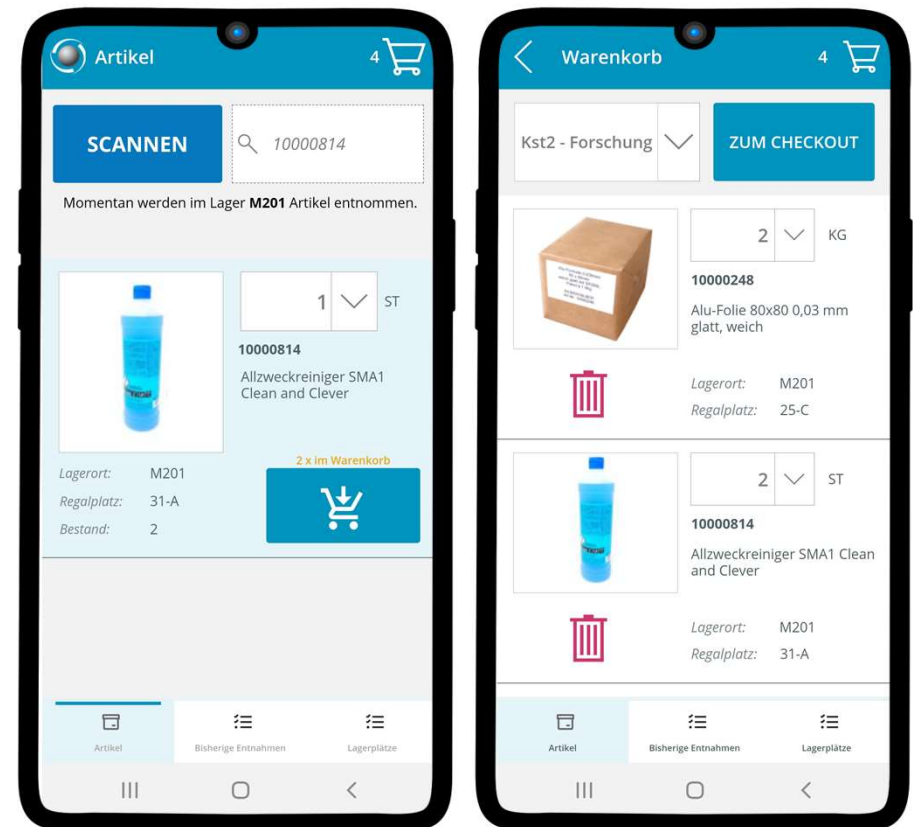 Artikel
4
SCANNEN
10000814
Momentan werden im Lager M201 Artikel entnommen.
1
ST
10000814
Allzweckreiniger SMA1
Clean and Clever
2 x im Warenkorb
Lagerort: M201
Regalplatz: 31-A
Bestand: 2
Artikel
Bisherige Entnahmen
Lagerplätze
Warenkorb
4
Kst2 - Forschung
ZUM CHECKOUT
2
KG
10000248
Alu-Folie 80x80 0,03 mm
glatt, weich
Lagerort: M201
Regalplatz: 25-C
2
ST
10000814
Allzweckreiniger SMA1 Clean
and Clever
Lagerort: M201
Regalplatz: 31-A
Artikel
Bisherige Entnahmen
Lagerplätze